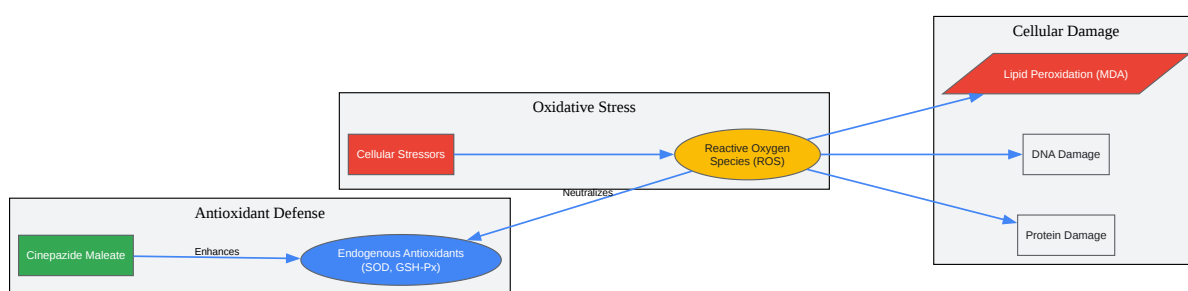 Cellular Damage
Lipid Peroxidation (MDA)
Oxidative Stress
Cellular Stressors
Reactive Oxygen
Species (ROS)
DNA Damage
Neutralizes
Antioxidant Defense
Protein Damage
Cinepazide Maleate
Enhances
Endogenous Antioxidants
(SOD, GSH-Px)